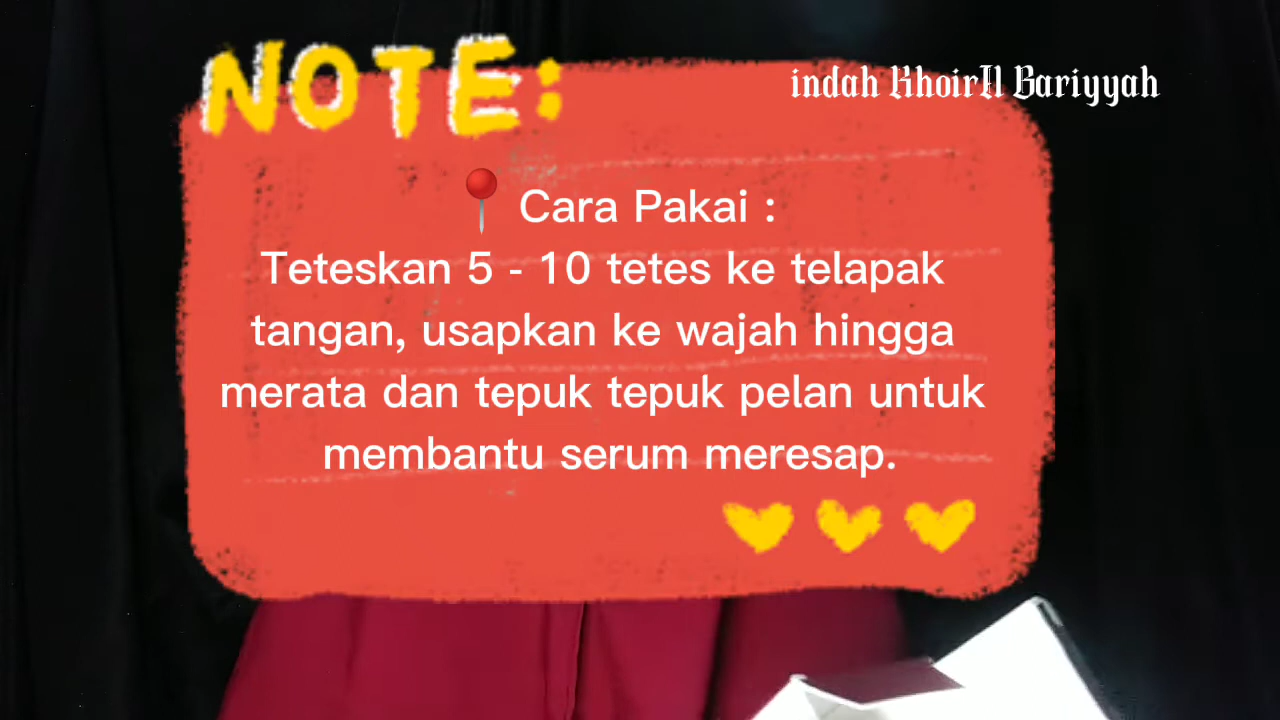 NOTE:
indah KhoirIl Bariyyah
📍 Cara Pakai :
Teteskan 5 - 10 tetes ke telapak
tangan, usapkan ke wajah hingga
merata dan tepuk tepuk pelan untuk
membantu serum meresap.